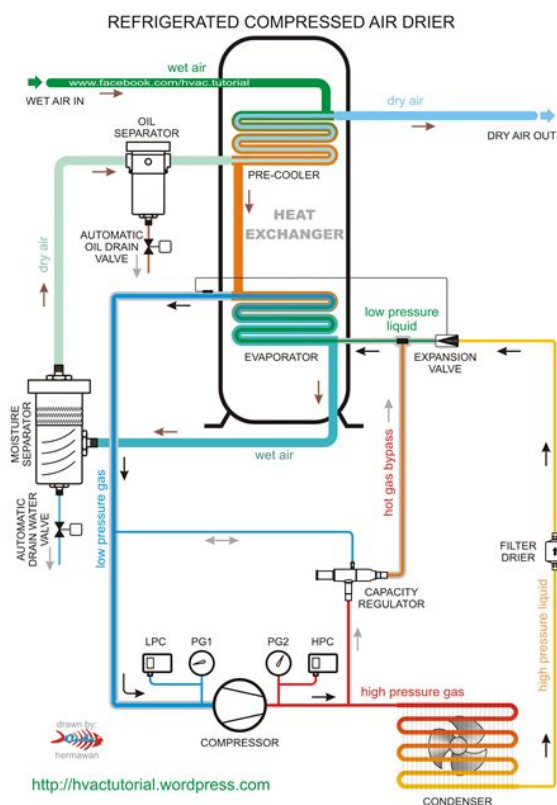 REFRIGERATED COMPRESSED AIR DRIER
wet air
www.facebook.com/hvac.tutorial
WET AIR IN
dry air
DRY AIR OUT
OIL
SEPARATOR
PRE-COOLER
HEAT
EXCHANGER
AUTOMATIC
OIL DRAIN
VALVE
dry air
low pressure
liquid
EVAPORATOR
EXPANSION
VALVE
MOISTURE
SEPARATOR
wet air
hot gas bypass
low pressure gas
AUTOMATIC
DRAIN WATER
VALVE
FILTER
DRIER
CAPACITY
REGULATOR
high pressure liquid
LPC
PG1
PG2
HPC
high pressure gas
COMPRESSOR
drawn by:
hermawan
http://hvactutorial.wordpress.com
CONDENSER